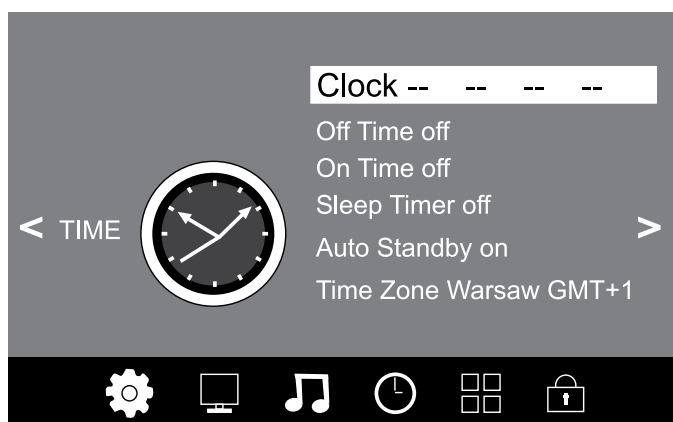 Clock -- -- -- --
Off Time off
On Time off
Sleep Timer off
< TIME >
Auto Standby on
Time Zone Warsaw GMT+1